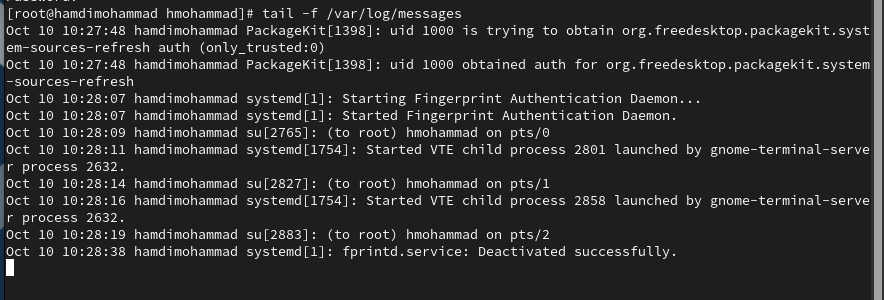 [root@hamdimohammad hmohammad]# tail -f /var/log/messages
Oct 10 10:27:48 hamdimohammad PackageKit[1398]: uid 1000 is trying to obtain org.freedesktop.packagekit.syst
em-sources-refresh auth (only_trusted:0)
Oct 10 10:27:48 hamdimohammad PackageKit[1398]: uid 1000 obtained auth for org.freedesktop.packagekit.system
-sources-refresh
Oct 10 10:28:07 hamdimohammad systemd[1]: Starting Fingerprint Authentication Daemon...
Oct 10 10:28:07 hamdimohammad systemd[1]: Started Fingerprint Authentication Daemon.
Oct 10 10:28:09 hamdimohammad su[2765]: (to root) hmohammad on pts/0
Oct 10 10:28:11 hamdimohammad systemd[1754]: Started VTE child process 2801 launched by gnome-terminal-serve
r process 2632.
Oct 10 10:28:14 hamdimohammad su[2827]: (to root) hmohammad on pts/1
Oct 10 10:28:16 hamdimohammad systemd[1754]: Started VTE child process 2858 launched by gnome-terminal-serve
r process 2632.
Oct 10 10:28:19 hamdimohammad su[2883]: (to root) hmohammad on pts/2
Oct 10 10:28:38 hamdimohammad systemd[1]: fprintd.service: Deactivated successfully.